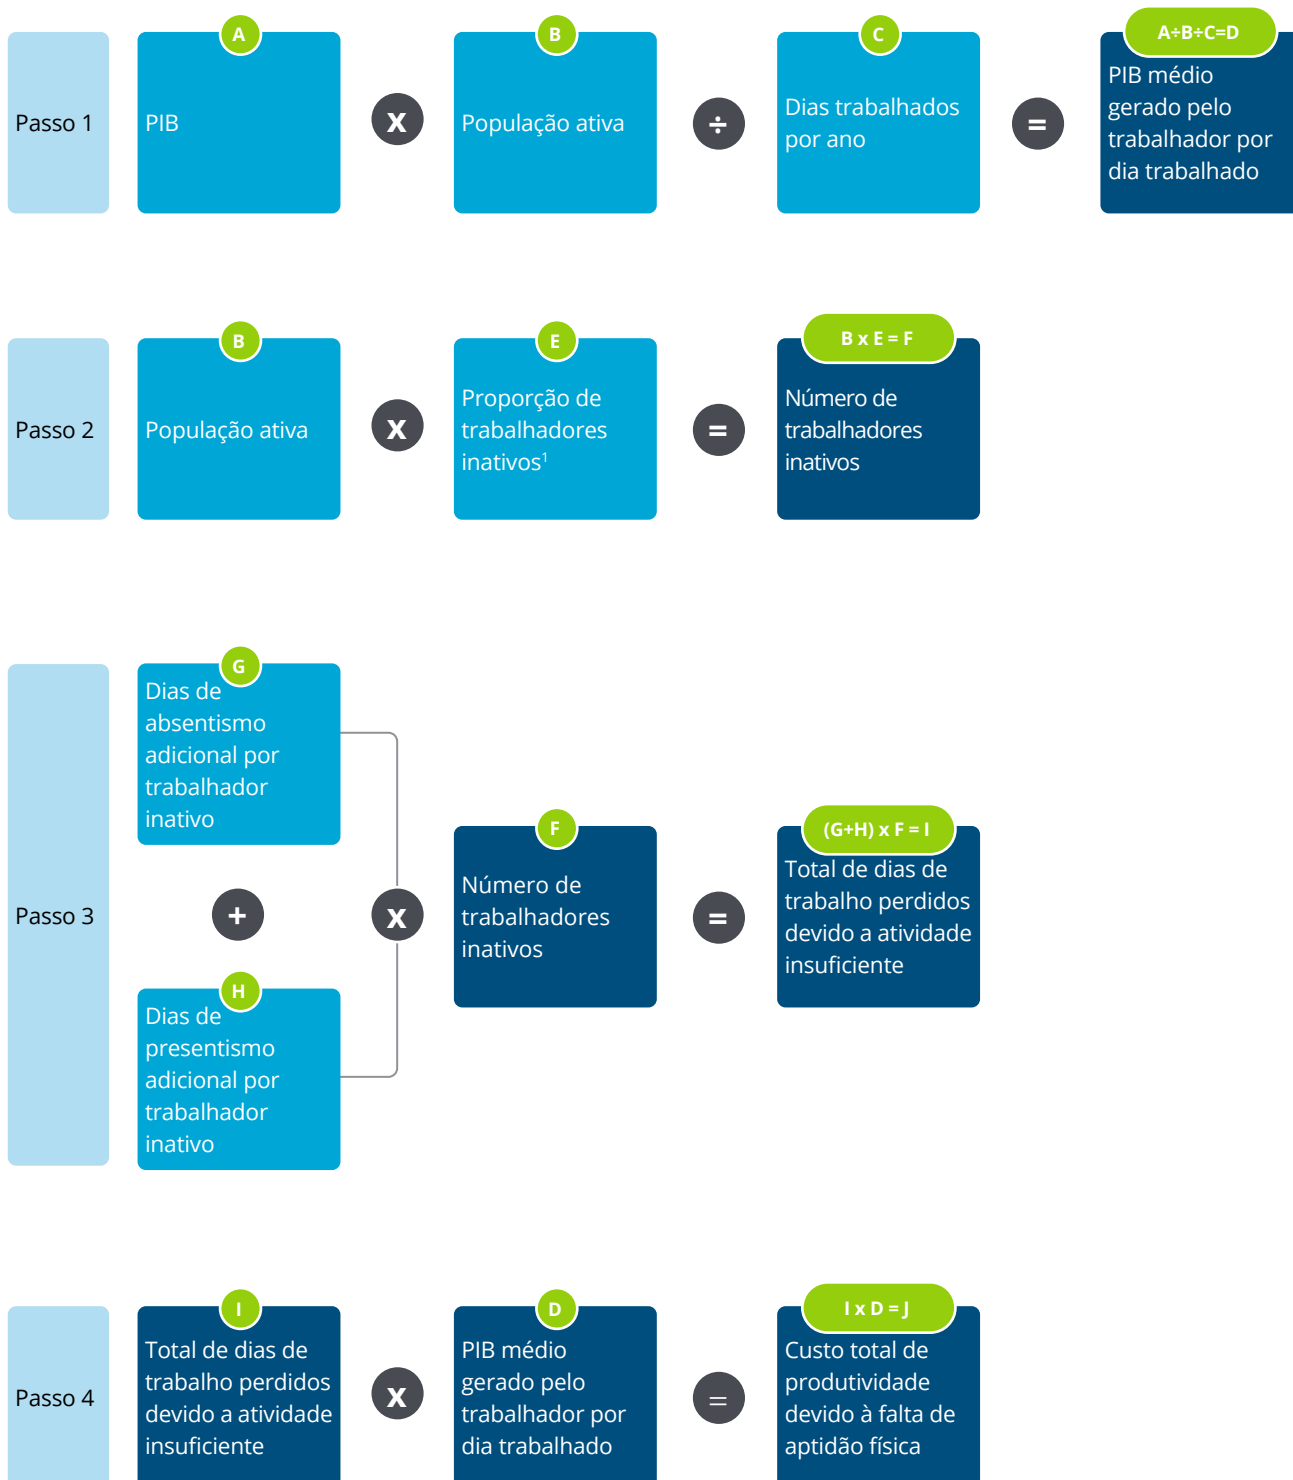 Passo 1
A
PIB
x
B
População ativa
÷
C
Dias trabalhados
por ano
=
A÷B÷C=D
PIB médio
gerado pelo
trabalhador por
dia trabalhado
Passo 2
B
População ativa
x
E
Proporção de
trabalhadores
inativos¹
=
B x E = F
Número de
trabalhadores
inativos
Passo 3
G
Dias de
absentismo
adicional por
trabalhador
inativo
+
H
Dias de
presentismo
adicional por
trabalhador
inativo
x
F
Número de
trabalhadores
inativos
=
(G+H) x F = I
Total de dias de
trabalho perdidos
devido a atividade
insuficiente
Passo 4
I
Total de dias de
trabalho perdidos
devido a atividade
insuficiente
x
D
PIB médio
gerado pelo
trabalhador por
dia trabalhado
=
I x D = J
Custo total de
produtividade
devido à falta de
aptidão física